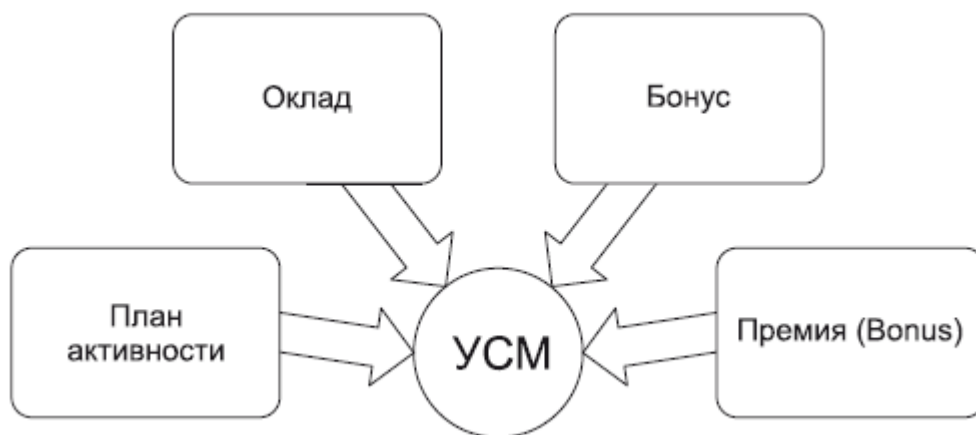 Оклад
Бонус
План
активности
УСМ
Премия (Bonus)